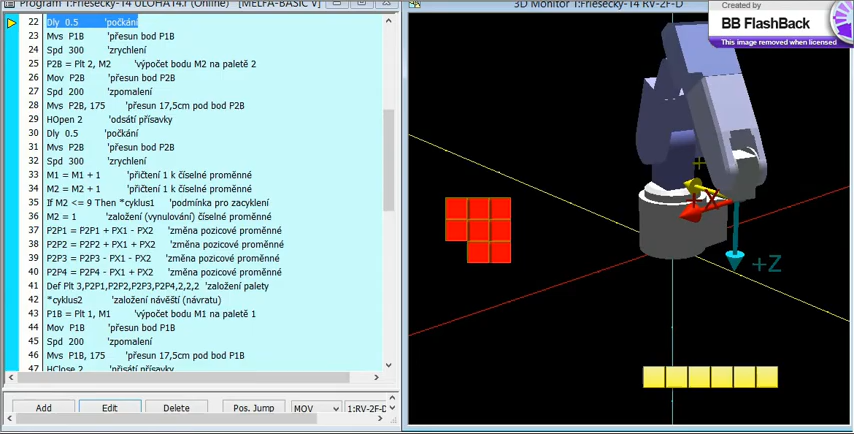 Program 1:Friesecky-T4 ULOHAT4.r (Online) [MELFA-BASIC V]
22 Dly 0.5 'počkání
23 Mvs P1B 'přesun bod P1B
24 Spd 300 'zrychlení
25 P2B = Plt 2, M2 'výpočet bodu M2 na paletě 2
26 Mov P2B 'přesun bod P2B
27 Spd 200 'zpomalení
28 Mvs P2B, 175 'přesun 17,5cm pod bod P2B
29 HOpen 2 'odsátí přísavky
30 Dly 0.5 'počkání
31 Mvs P2B 'přesun bod P2B
32 Spd 300 'zrychlení
33 M1 = M1 + 1 'přičtení 1 k číselné proměnné
34 M2 = M2 + 1 'přičtení 1 k číselné proměnné
35 If M2 <= 9 Then *cyklus1 'podmínka pro zacyklení
36 M2 = 1 'založení (vynulování) číselné proměnné
37 P2P1 = P2P1 + PX1 - PX2 'změna pozicové proměnné
38 P2P2 = P2P2 + PX1 + PX2 'změna pozicové proměnné
39 P2P3 = P2P3 - PX1 - PX2 'změna pozicové proměnné
40 P2P4 = P2P4 - PX1 + PX2 'změna pozicové proměnné
41 Def Plt 3,P2P1,P2P2,P2P3,P2P4,2,2,2 'založení palety
42 *cyklus2 'založení návěští (návratu)
43 P1B = Plt 1, M1 'výpočet bodu M1 na paletě 1
44 Mov P1B 'přesun bod P1B
45 Spd 200 'zpomalení
46 Mvs P1B, 175 'přesun 17,5cm pod bod P1B
47 HClose 2 'přisátí přísavky
Add Edit Delete Pos. Jump MOV 1:RV-2F-D
3D Monitor 1:Friesecky-T4 RV-2F-D
Created by
BB FlashBack
This image removed when licensed
+X
+Z